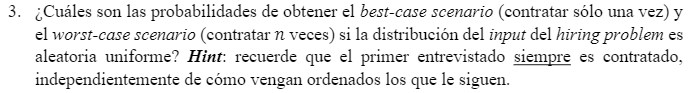 3. ¿Cuáles son las probabilidades de obtener el best-case scenario (contratar sólo una vez) y
el worst-case scenario (contratar n veces) si la distribución del input del hiring problem es
aleatoria uniforme? Hint: recuerde que el primer entrevistado siempre es contratado,
independientemente de cómo vengan ordenados los que le siguen.